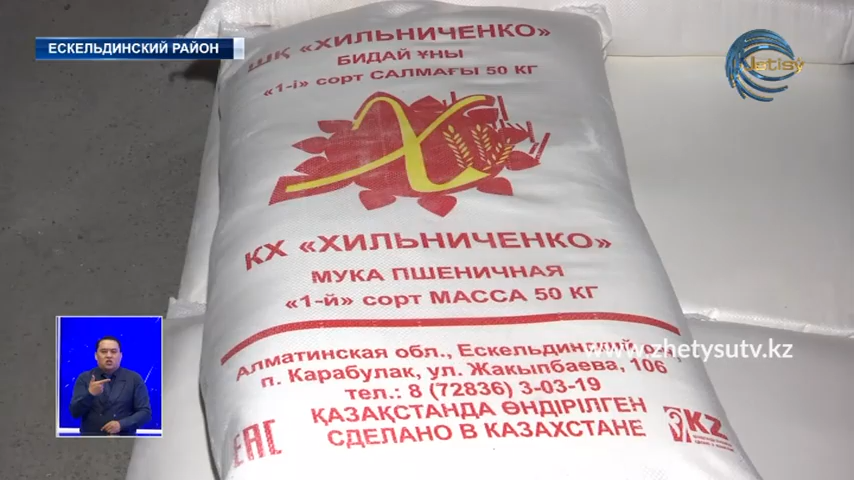 ЕСКЕЛЬДИНСКИЙ РАЙОН
Jetisý
ШҚ «ХИЛЬНИЧЕНКО»
БИДАЙ ҰНЫ
«1-і» сорт САЛМАҒЫ 50 КГ
КХ «ХИЛЬНИЧЕНКО»
МУКА ПШЕНИЧНАЯ
«1-й» сорт МАССА 50 КГ
www.zhetysutv.kz
Алматинская обл., Ескельдинский
п. Карабулак, ул. Жакыпбаева, 106
тел.: 8 (72836) 3-03-19
ҚАЗАҚСТАНДА ӨНДІРІЛГЕН
СДЕЛАНО В КАЗАХСТАНЕ
EAC
KZ